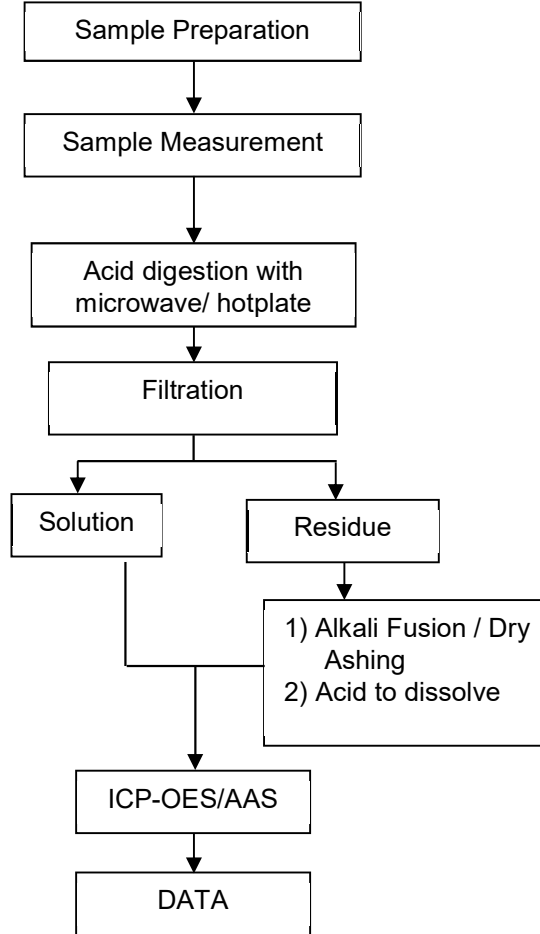 Sample Preparation
Sample Measurement
Acid digestion with
microwave/ hotplate
Filtration
Solution
Residue
1) Alkali Fusion / Dry
Ashing
2) Acid to dissolve
ICP-OES/AAS
DATA